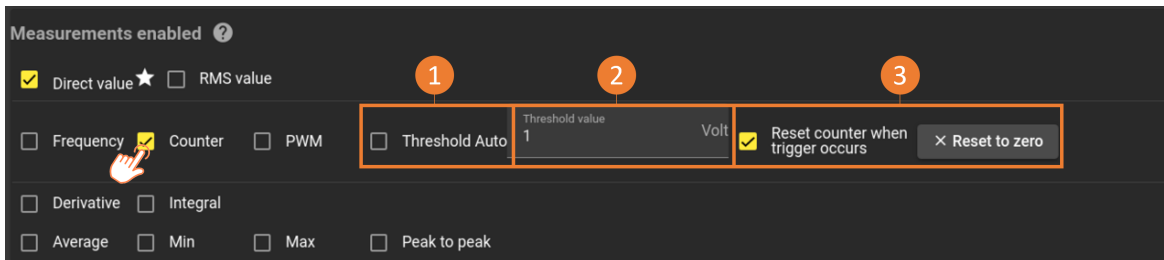 Measurements enabled ?
Direct value RMS value
1 2 3
Frequency Counter PWM Threshold Auto Threshold value 1 Volt Reset counter when trigger occurs × Reset to zero
Derivative Integral
Average Min Max Peak to peak